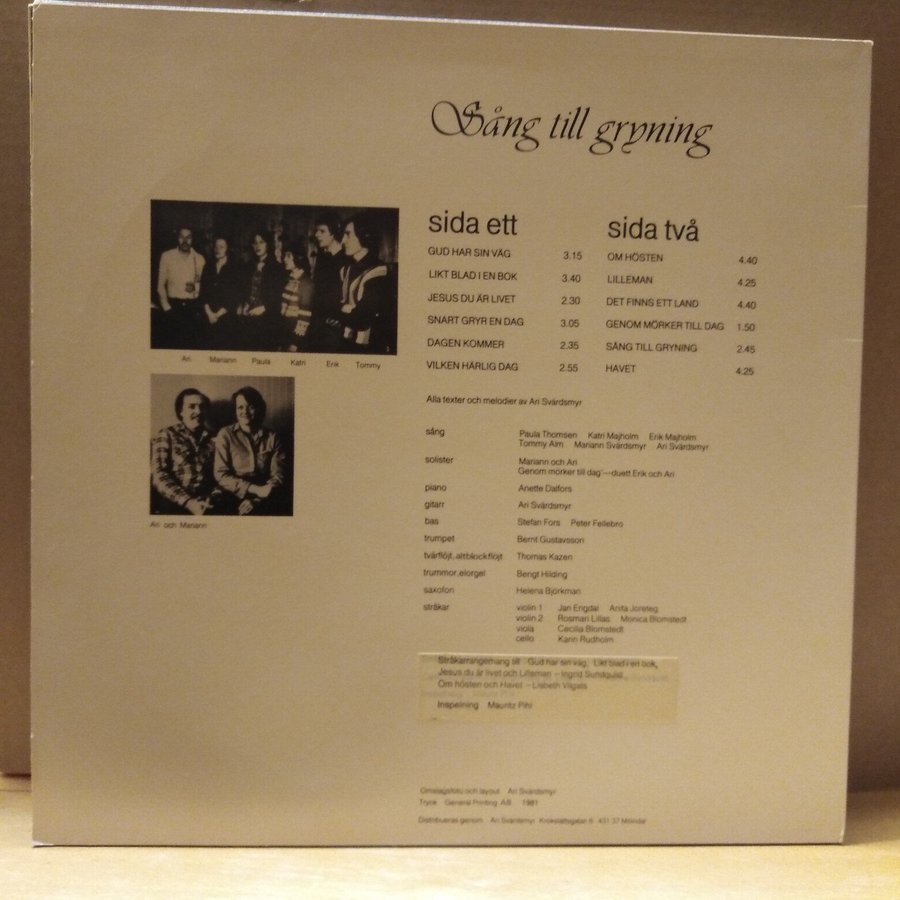 Sång till gryning
sida ett
GUD HAR SIN VÄG 3.15
LIKT BLAD I EN BOK 3.40
JESUS DU ÄR LIVET 2.30
SNART GRYR EN DAG 3.05
DAGEN KOMMER 2.35
VILKEN HÄRLIG DAG 2.55
sida två
OM HÖSTEN 4.40
LILLEMAN 4.25
DET FINNS ETT LAND 4.40
GENOM MÖRKER TILL DAG 1.50
SÅNG TILL GRYNING 2.45
HAVET 4.25
Ari Mariann Paula Katri Erik Tommy
Ari och Mariann
Alla texter och melodier av Ari Svärdsmyr
sång Paula Thomsen Katri Majholm Erik Majholm
Tommy Alm Mariann Svärdsmyr Ari Svärdsmyr
solister Mariann och Ari
Genom mörker till dag"—duett Erik och Ari
piano Anette Dalfors
gitarr Ari Svärdsmyr
bas Stefan Fors Peter Fellebro
trumpet Bernt Gustavsson
tvärflöjt, altblockflöjt Thomas Kazen
trummor, elorgel Bengt Hilding
saxofon Helena Björkman
stråkar violin 1 Jan Engdal Anita Joreteg
violin 2 Rosmari Lillas Monica Blomstedt
viola Cecilia Blomstedt
cello Karin Rudholm
Stråkarrangemang till Gud har sin väg, Likt blad i en bok,
Jesus du är livet och Lilleman – Ingrid Sundquist
Om hösten och Havet – Lisbeth Vilgats
Inspelning Mauritz Pihl
Omslagsfoto och layout Ari Svärdsmyr
Tryck General Printing AB 1981
Distribueras genom Ari Svärdsmyr Krokslättsgatan 6 431 37 Mölndal